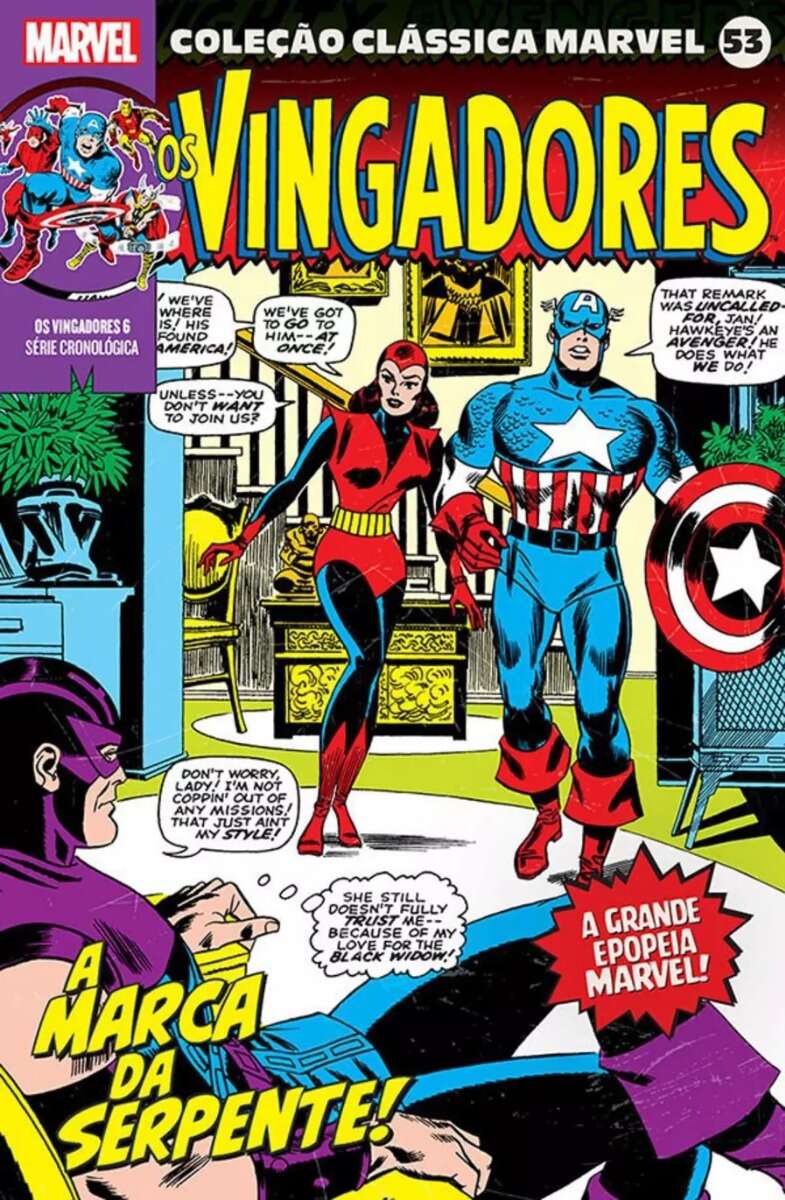 MARVEL
COLEÇÃO CLÁSSICA MARVEL 53
OS
VINGADORES
OS VINGADORES 6
SÉRIE CRONOLÓGICA
! WE'VE
WHERE
IS! HIS
FOUND
AMERICA!
WE'VE GOT
TO GO TO
HIM--AT
ONCE!
UNLESS--YOU
DON'T WANT
TO JOIN US?
THAT REMARK
WAS UNCALLED-
FOR, JAN!
HAWKEYE'S AN
AVENGER! HE
DOES WHAT
WE DO!
DON'T WORRY,
LADY! I'M NOT
COPPIN' OUT OF
ANY MISSIONS!
THAT JUST AINT
MY STYLE!
SHE STILL
DOESN'T FULLY
TRUST ME--
BECAUSE OF MY
LOVE FOR THE
BLACK WIDOW!
A GRANDE
EPOPEIA
MARVEL!
A
MARCA
DA
SERPENTE!